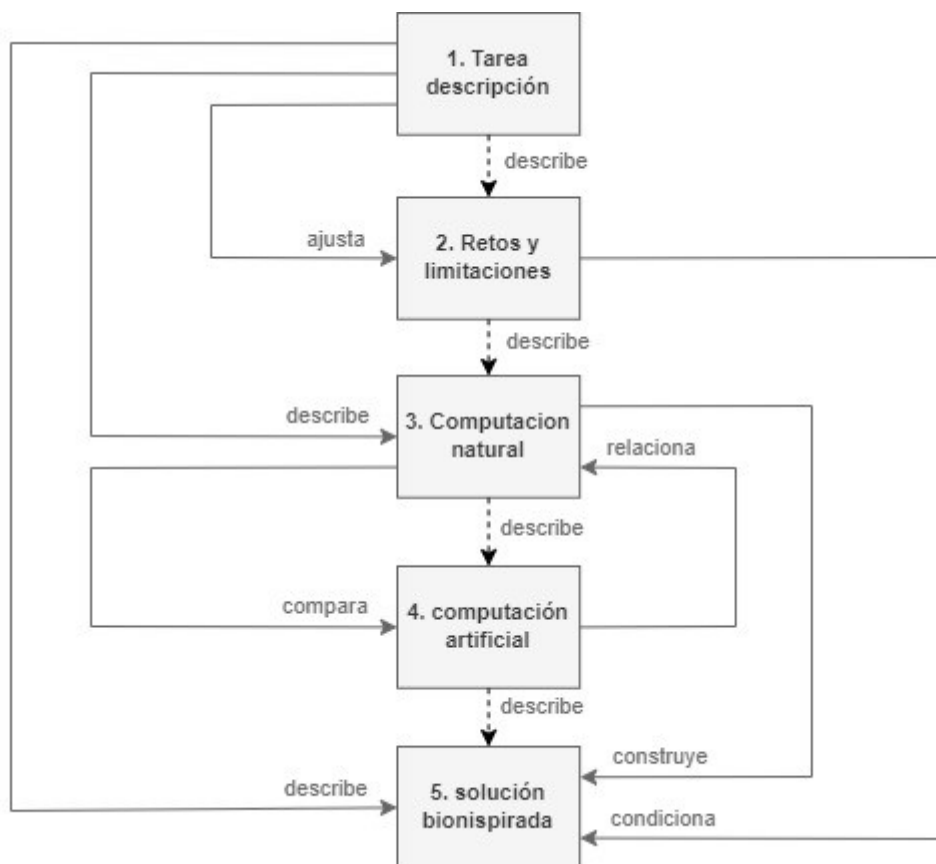 1. Tarea
descripción
describe
ajusta
2. Retos y
limitaciones
describe
describe
3. Computacion
natural
relaciona
describe
compara
4. computación
artificial
describe
construye
describe
5. solución
bionispirada
condiciona